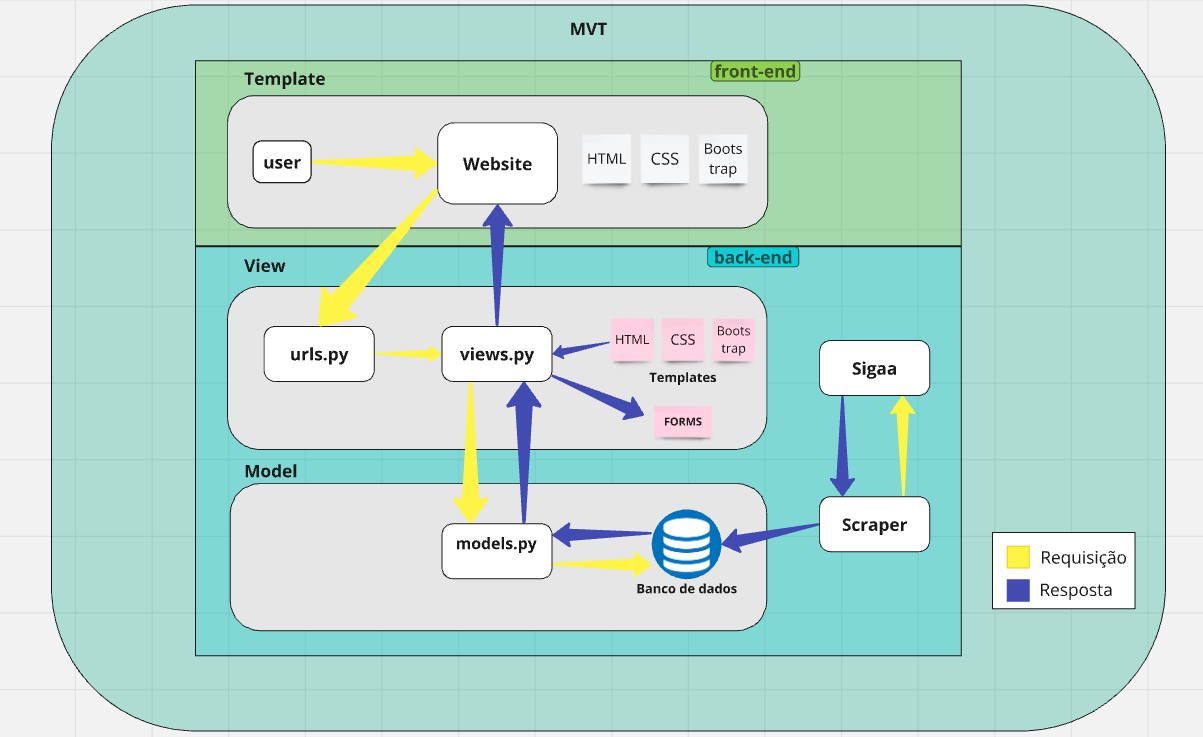 MVT
front-end
Template
user
Website
HTML
CSS
Boots
trap
back-end
View
urls.py
views.py
HTML
CSS
Boots
trap
Templates
FORMS
Sigaa
Model
models.py
Banco de dados
Scraper
Requisição
Resposta